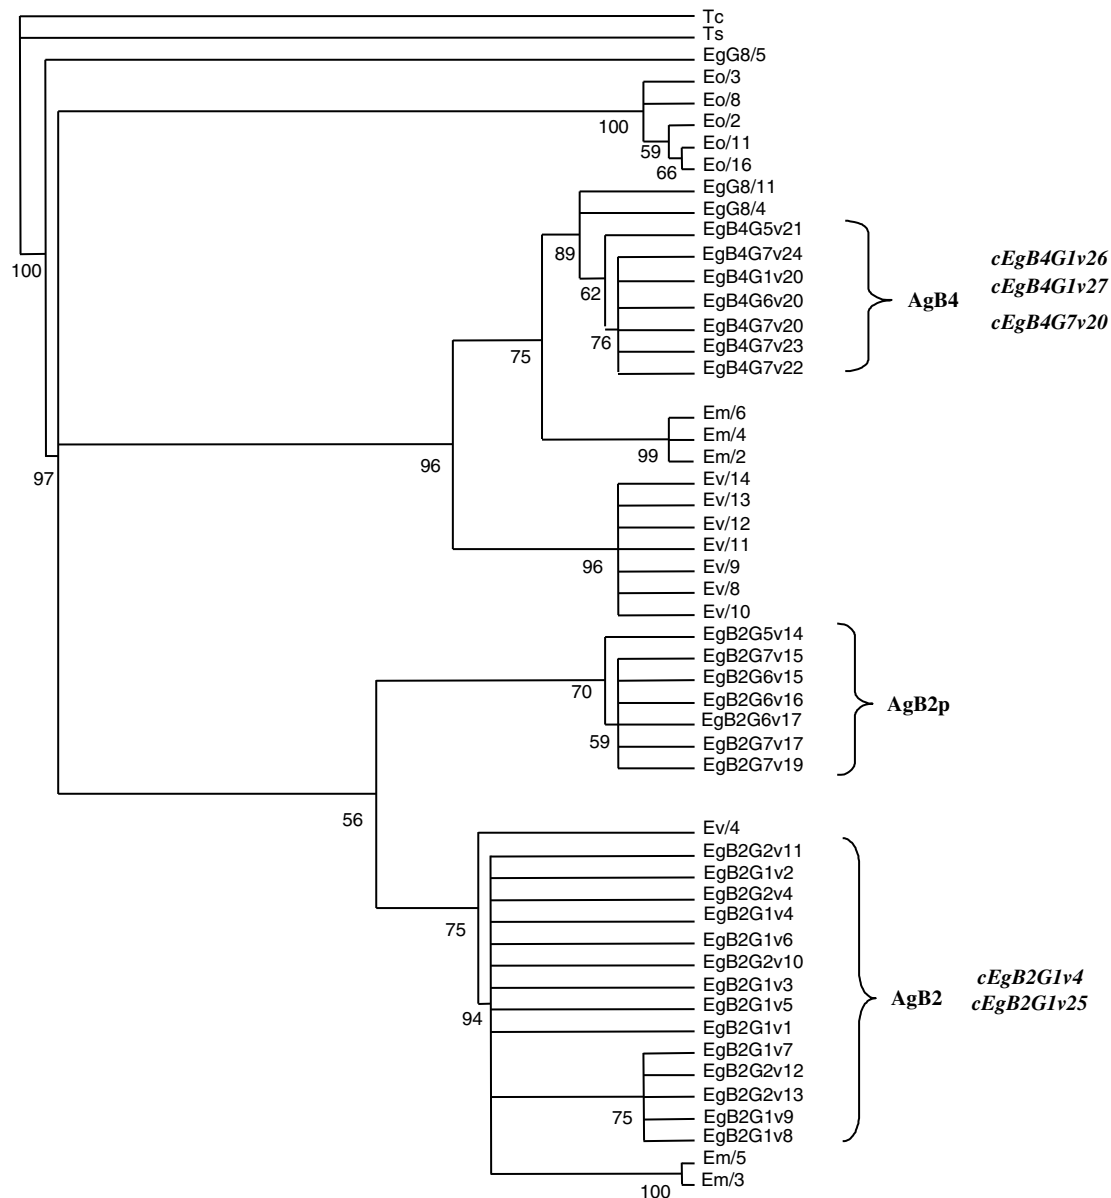 Tc
Ts
EgG8/5
Eo/3
Eo/8
100
Eo/2
59
Eo/11
66
Eo/16
EgG8/11
EgG8/4
EgB4G5v21
89
EgB4G7v24
cEgB4G1v26
100
EgB4G1v20
cEgB4G1v27
62
EgB4G6v20
AgB4
EgB4G7v20
cEgB4G7v20
76
EgB4G7v23
75
EgB4G7v22
Em/6
Em/4
99
Em/2
96
97
Ev/14
Ev/13
Ev/12
Ev/11
96
Ev/9
Ev/8
Ev/10
EgB2G5v14
EgB2G7v15
EgB2G6v15
70
EgB2G6v16
AgB2p
EgB2G6v17
59
EgB2G7v17
EgB2G7v19
56
Ev/4
EgB2G2v11
EgB2G1v2
EgB2G2v4
EgB2G1v4
75
EgB2G1v6
EgB2G2v10
cEgB2G1v4
EgB2G1v3
AgB2
cEgB2G1v25
EgB2G1v5
94
EgB2G1v1
EgB2G1v7
EgB2G2v12
EgB2G2v13
75
EgB2G1v9
EgB2G1v8
Em/5
Em/3
100